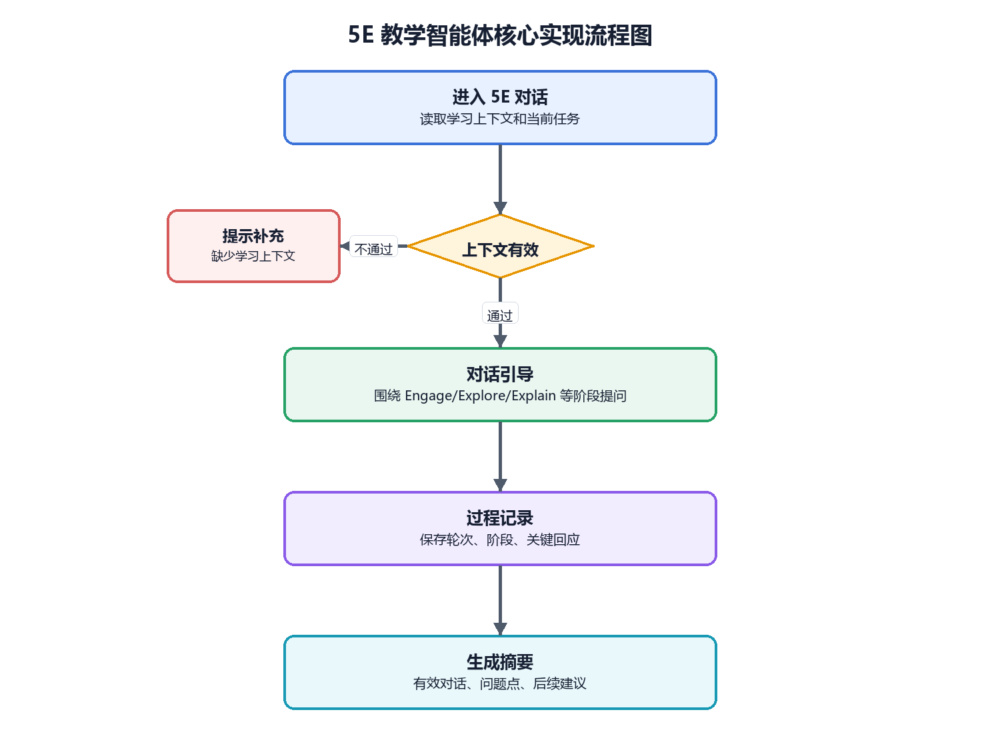 5E 教学智能体核心实现流程图
进入 5E 对话
读取学习上下文和当前任务
提示补充
缺少学习上下文
不通过
上下文有效
通过
对话引导
围绕 Engage/Explore/Explain 等阶段提问
过程记录
保存轮次、阶段、关键回应
生成摘要
有效对话、问题点、后续建议